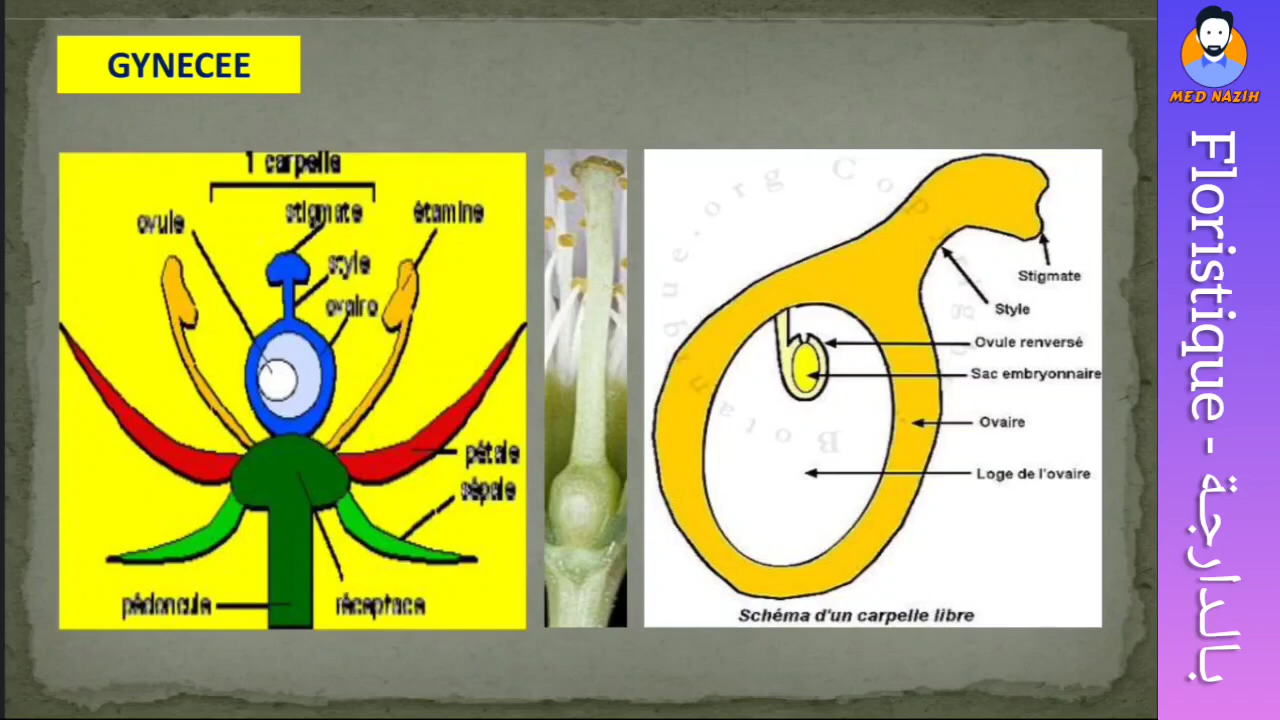 GYNECEE
1 carpelle
ovule
stigmate
étamine
style
ovaire
pétale
sépale
pédoncule
réceptace
Stigmate
Style
Ovule renversé
Sac embryonnaire
Ovaire
Loge de l'ovaire
Schéma d'un carpelle libre
MED NAZIH
Floristique - بالدارجة